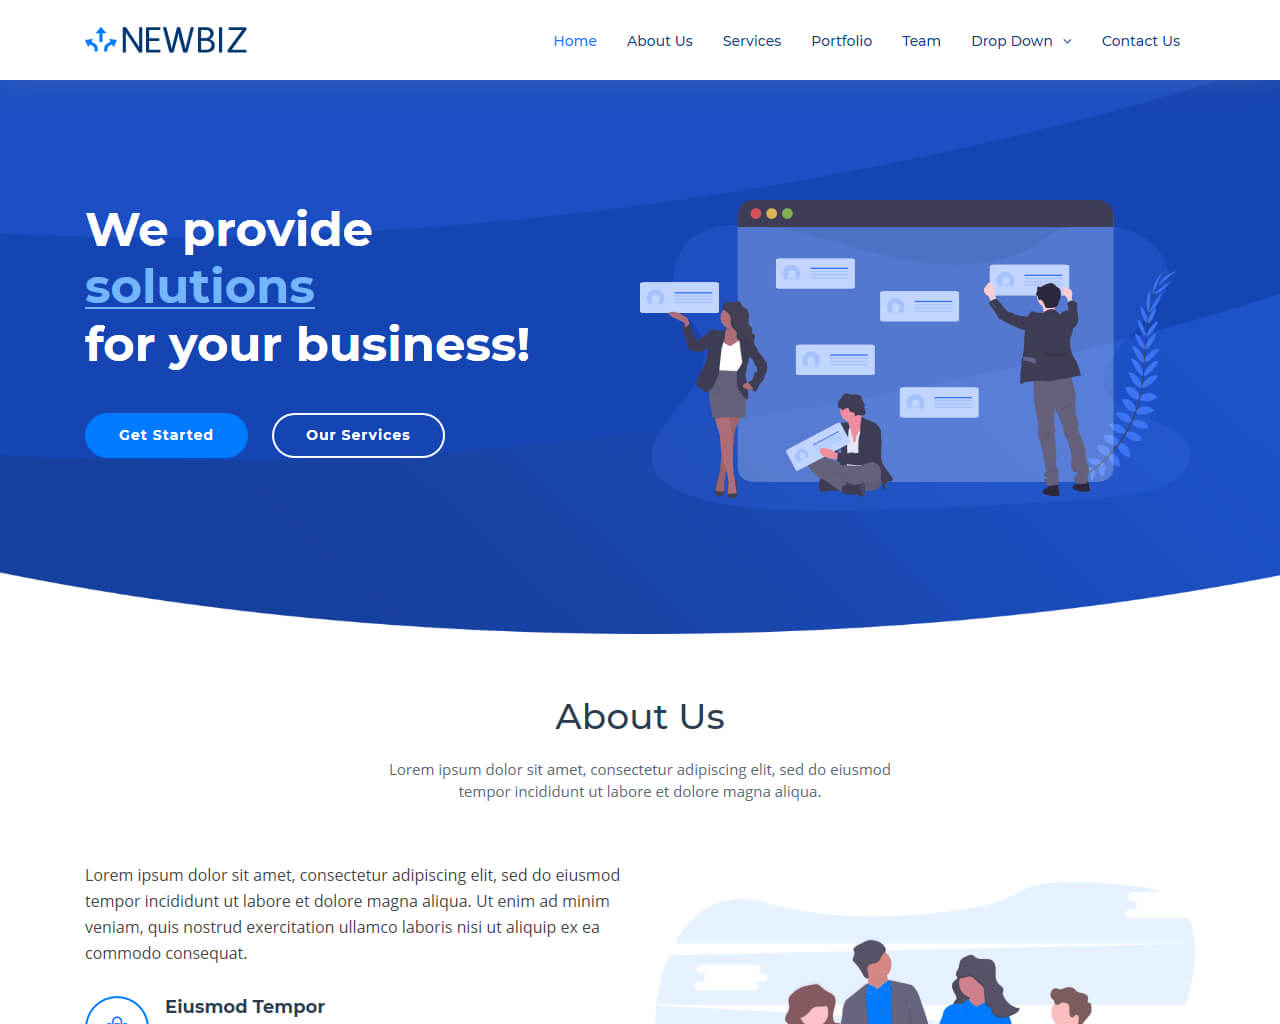 NEWBIZ
Home About Us Services Portfolio Team Drop Down Contact Us
We provide
solutions
for your business!
Get Started Our Services
About Us
Lorem ipsum dolor sit amet, consectetur adipiscing elit, sed do eiusmod
tempor incididunt ut labore et dolore magna aliqua.
Lorem ipsum dolor sit amet, consectetur adipiscing elit, sed do eiusmod
tempor incididunt ut labore et dolore magna aliqua. Ut enim ad minim
veniam, quis nostrud exercitation ullamco laboris nisi ut aliquip ex ea
commodo consequat.
Eiusmod Tempor